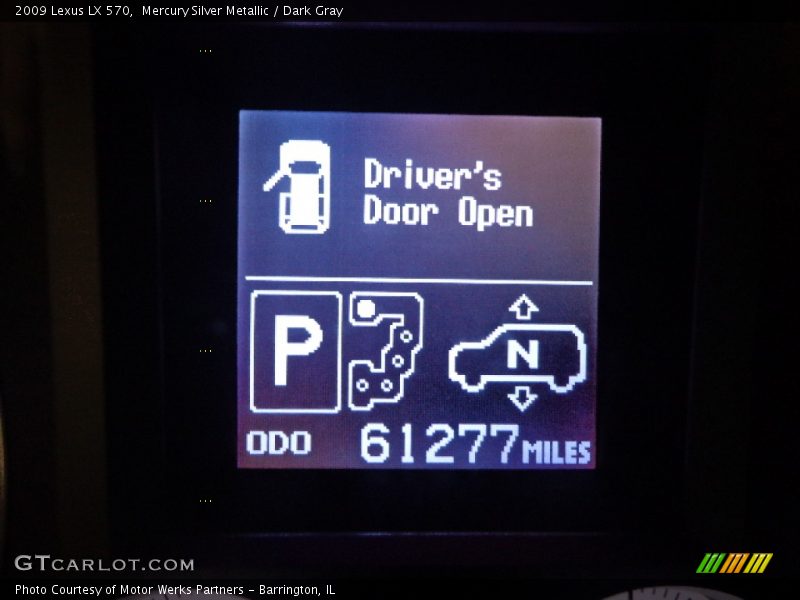 2009 Lexus LX 570,  Mercury Silver Metallic / Dark Gray
Driver's
Door Open
P
N
ODO 61277 MILES
GTCARLOT.COM
Photo Courtesy of Motor Werks Partners - Barrington, IL